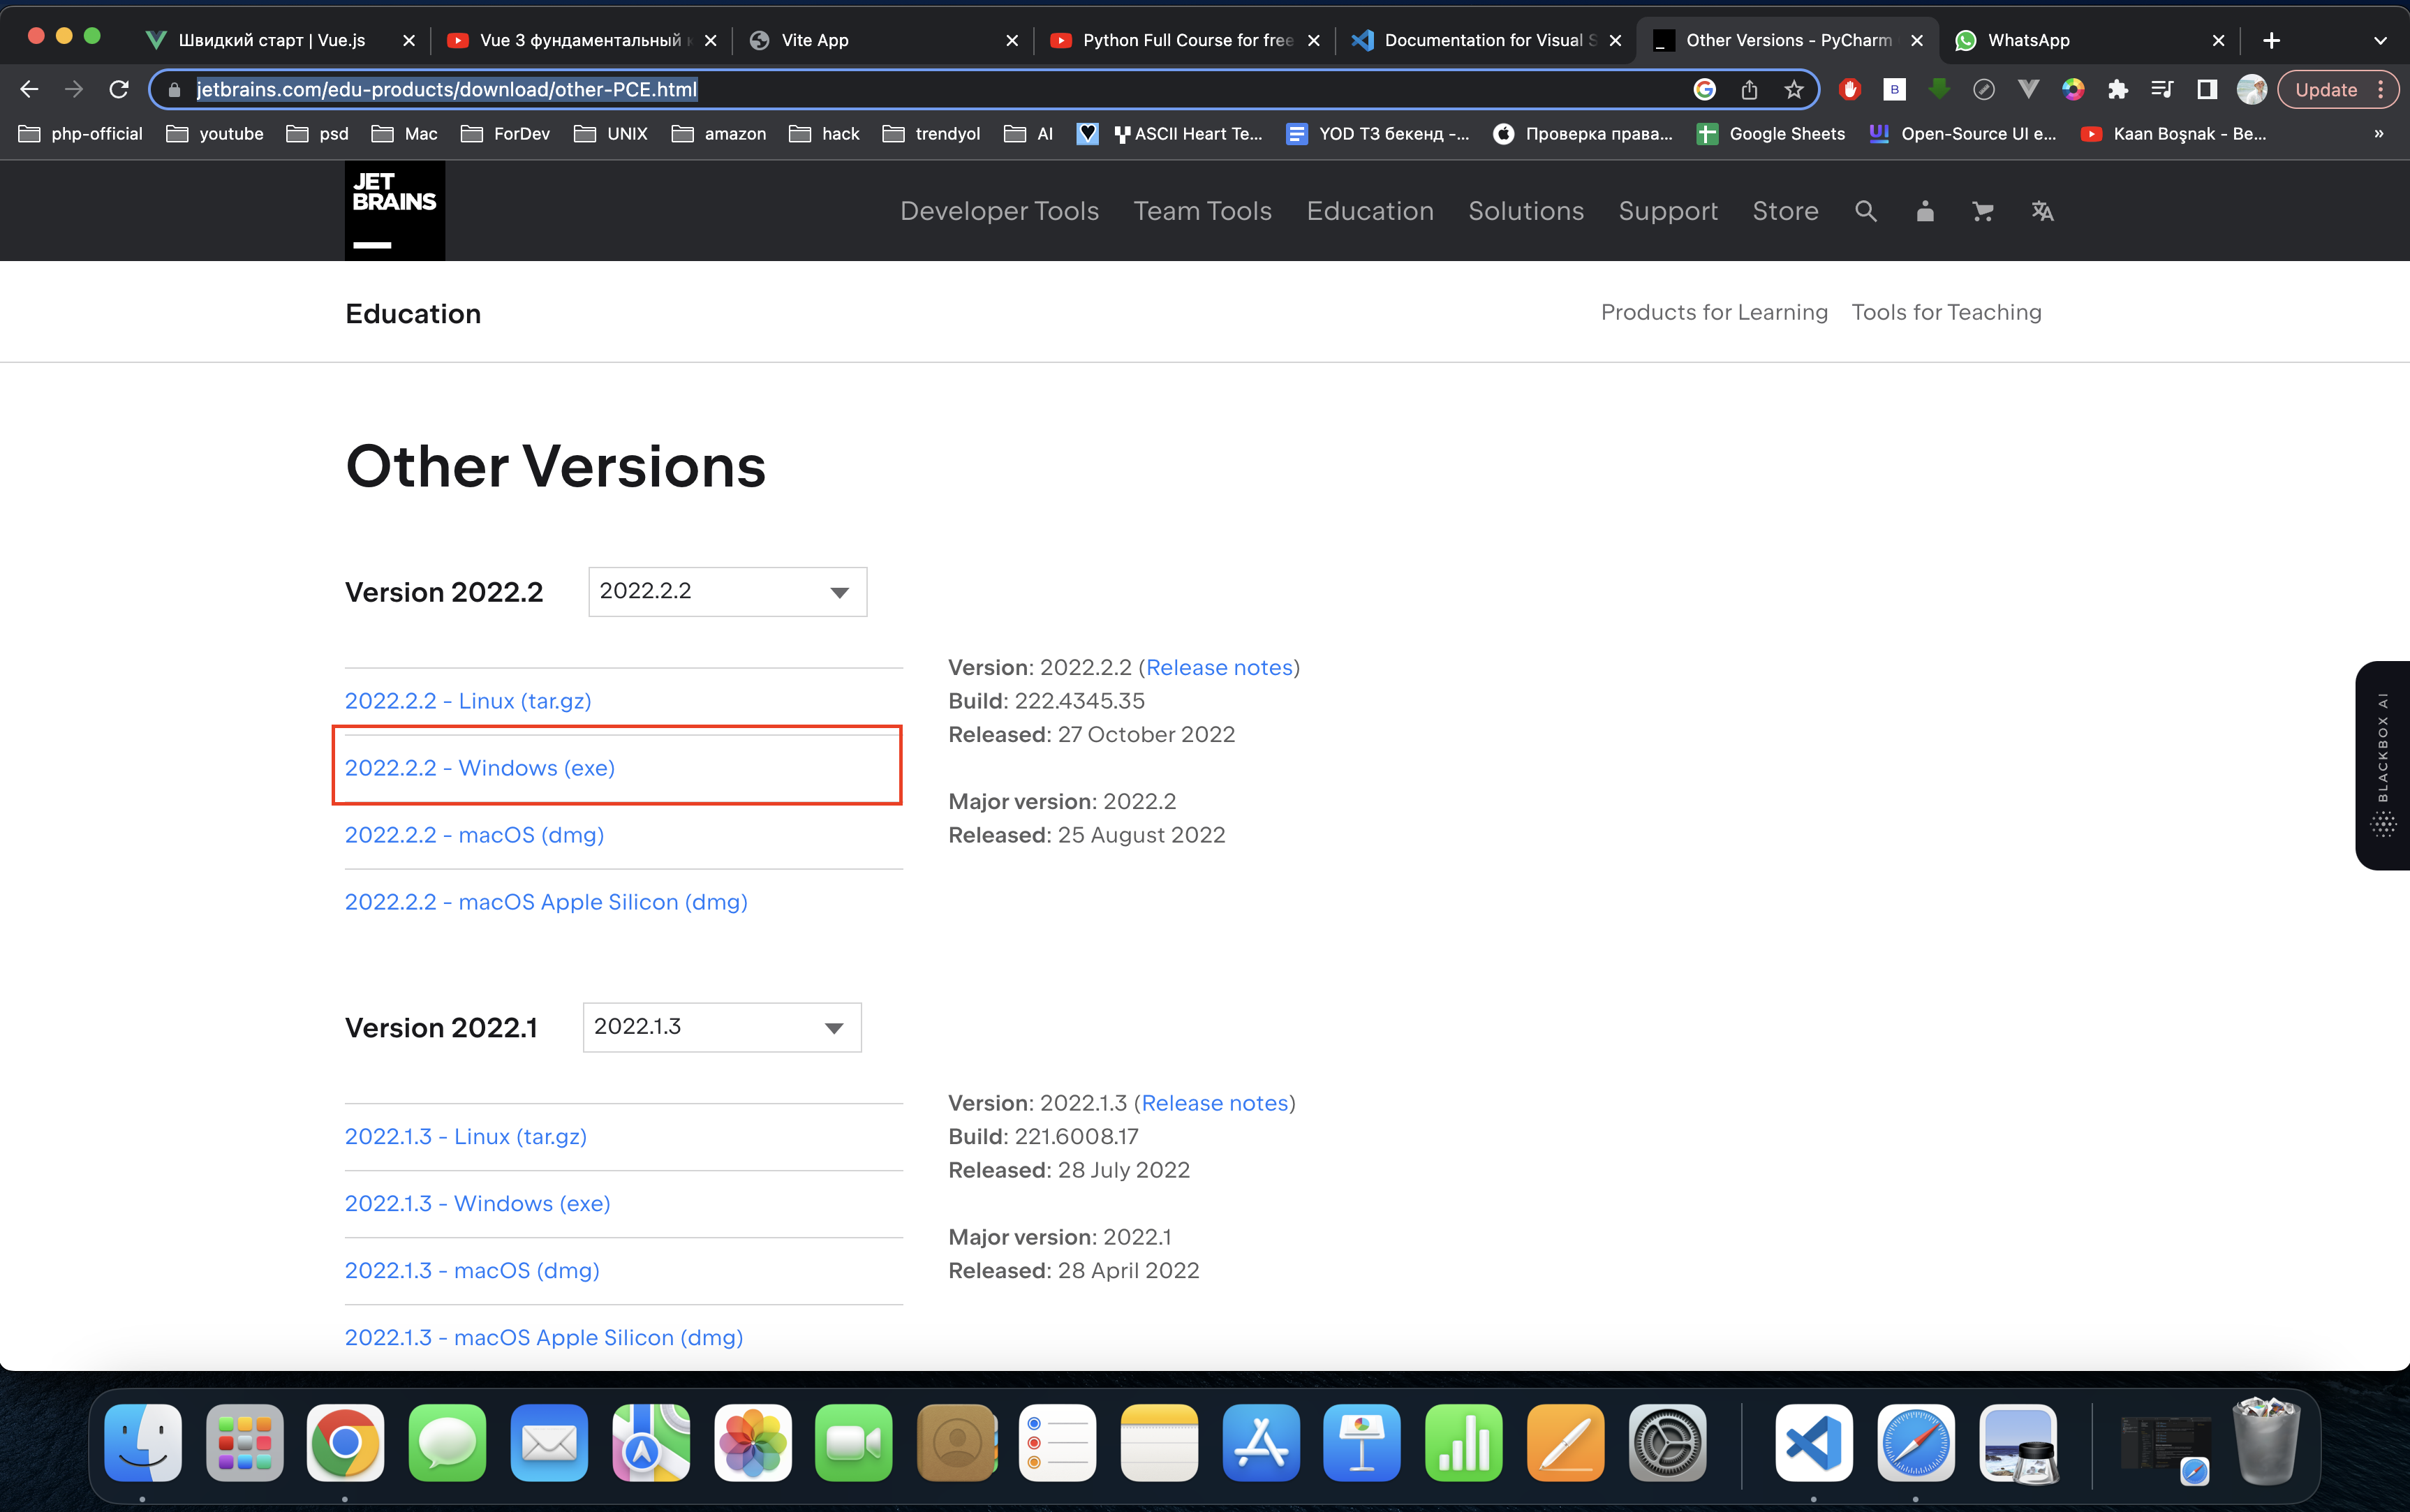 Швидкий старт | Vue.js
Vue 3 фундаментальный к
Vite App
Python Full Course for free
Documentation for Visual S
Other Versions - PyCharm
WhatsApp
jetbrains.com/edu-products/download/other-PCE.html
Update
php-official
youtube
psd
Mac
ForDev
UNIX
amazon
hack
trendyol
AI
ASCII Heart Te...
YOD ТЗ бекенд -...
Проверка права...
Google Sheets
Open-Source UI e...
Kaan Boşnak - Be...
»
JET
BRAINS
Developer Tools
Team Tools
Education
Solutions
Support
Store
Education
Products for Learning
Tools for Teaching
Other Versions
Version 2022.2
2022.2.2
2022.2.2 - Linux (tar.gz)
2022.2.2 - Windows (exe)
2022.2.2 - macOS (dmg)
2022.2.2 - macOS Apple Silicon (dmg)
Version: 2022.2.2 (Release notes)
Build: 222.4345.35
Released: 27 October 2022
Major version: 2022.2
Released: 25 August 2022
BLACKBOX AI
Version 2022.1
2022.1.3
2022.1.3 - Linux (tar.gz)
2022.1.3 - Windows (exe)
2022.1.3 - macOS (dmg)
2022.1.3 - macOS Apple Silicon (dmg)
Version: 2022.1.3 (Release notes)
Build: 221.6008.17
Released: 28 July 2022
Major version: 2022.1
Released: 28 April 2022